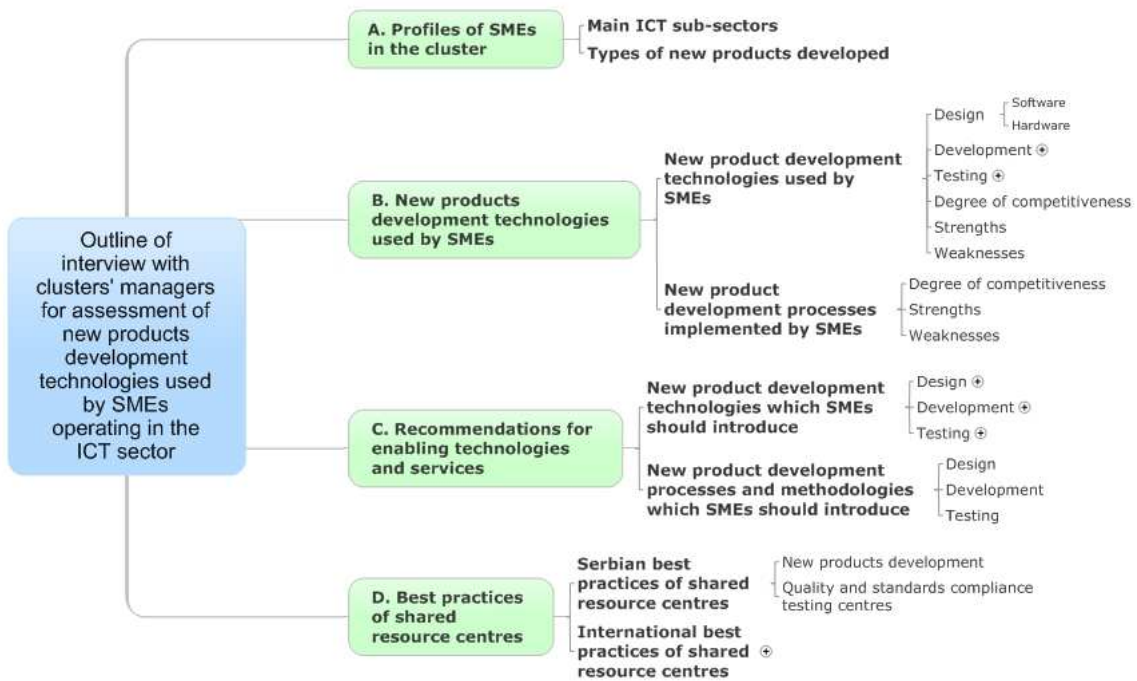 Outline of
interview with
clusters' managers
for assessment of
new products
development
technologies used
by SMEs
operating in the
ICT sector
A. Profiles of SMEs
in the cluster
Main ICT sub-sectors
Types of new products developed
B. New products
development technologies
used by SMEs
New product development
technologies used by
SMEs
Design
Software
Hardware
Development
Testing
Degree of competitiveness
Strengths
Weaknesses
New product
development processes
implemented by SMEs
Degree of competitiveness
Strengths
Weaknesses
C. Recommendations for
enabling technologies
and services
New product development
technologies which SMEs
should introduce
Design
Development
Testing
New product development
processes and methodologies
which SMEs should introduce
Design
Development
Testing
D. Best practices
of shared
resource centres
Serbian best
practices of shared
resource centres
New products development
Quality and standards compliance
testing centres
International best
practices of shared
resource centres